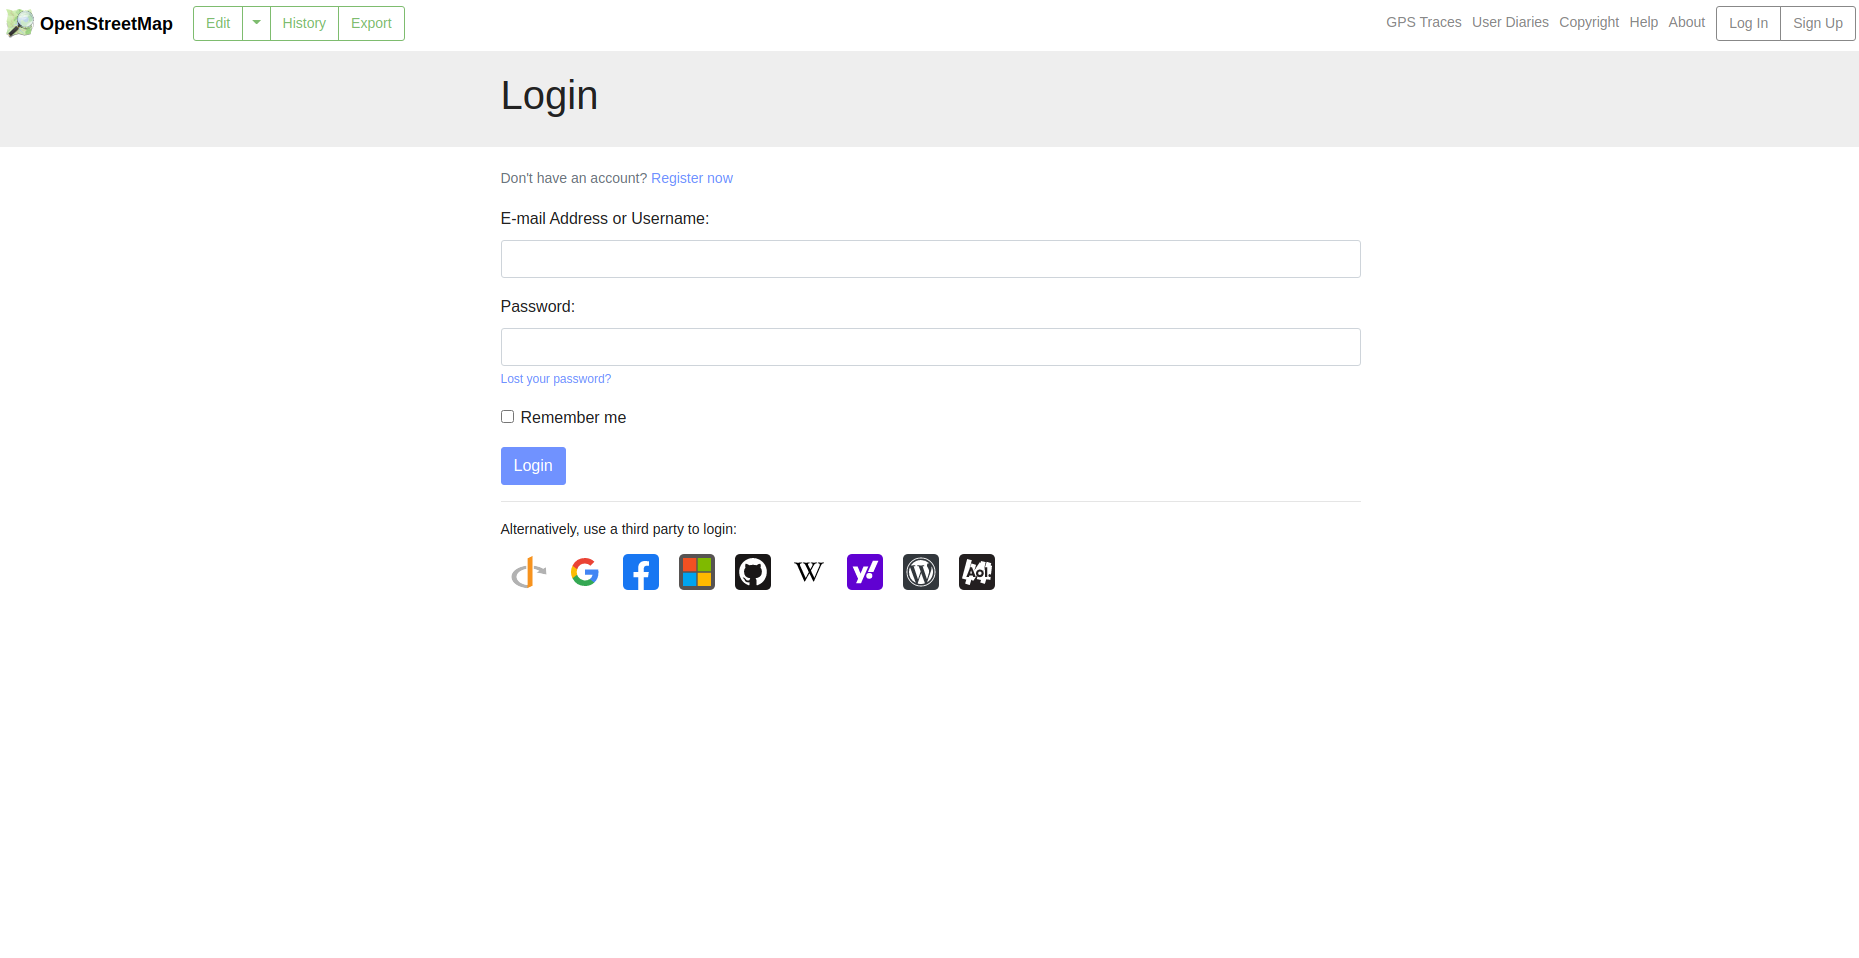 OpenStreetMap Edit History Export GPS Traces User Diaries Copyright Help About Log In Sign Up
Login
Don't have an account? Register now
E-mail Address or Username:
Password:
Lost your password?
Remember me
Login
Alternatively, use a third party to login:
W y! W Aol.